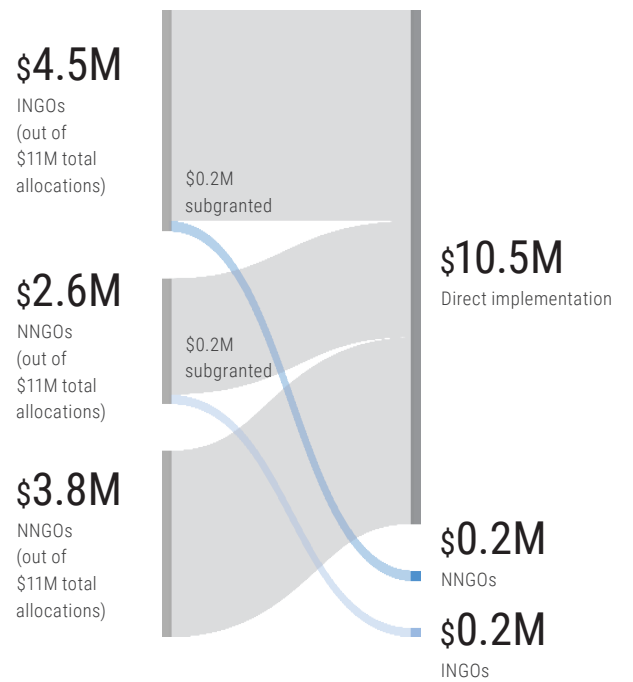 $4.5M
INGOs
(out of
$11M total
allocations)
$0.2M
subgranted
$2.6M
NNGOs
(out of
$11M total
allocations)
$0.2M
subgranted
$3.8M
NNGOs
(out of
$11M total
allocations)
$10.5M
Direct implementation
$0.2M
NNGOs
$0.2M
INGOs